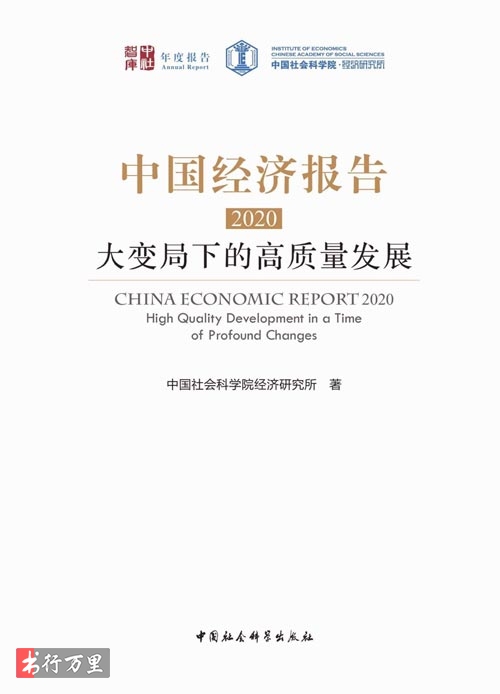 中社智库
年度报告
Annual Report
INSTITUTE OF ECONOMICS
CHINESE ACADEMY OF SOCIAL SCIENCES
中国社会科学院·经济研究所
中国经济报告
2020
大变局下的高质量发展
CHINA ECONOMIC REPORT 2020
High Quality Development in a Time
of Profound Changes
中国社会科学院经济研究所 著
中国社会科学出版社
书行万里